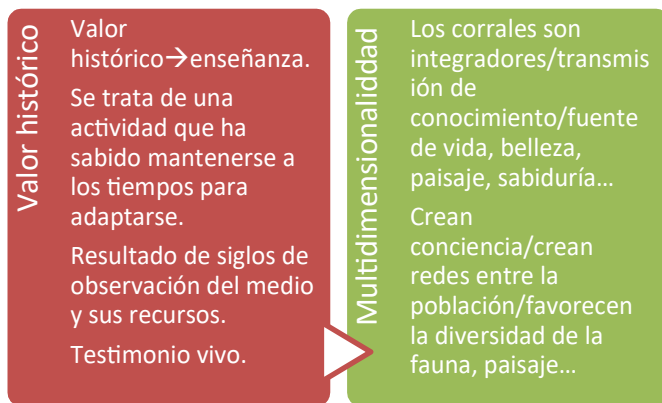 Valor histórico
Valor
histórico→enseñanza.
Se trata de una
actividad que ha
sabido mantenerse a
los tiempos para
adaptarse.
Resultado de siglos de
observación del medio
y sus recursos.
Testimonio vivo.
Multidimensionaliddad
Los corrales son
integradores/transmis
ión de
conocimiento/fuente
de vida, belleza,
paisaje, sabiduría...
Crean
conciencia/crean
redes entre la
población/favorecen
la diversidad de la
fauna, paisaje...